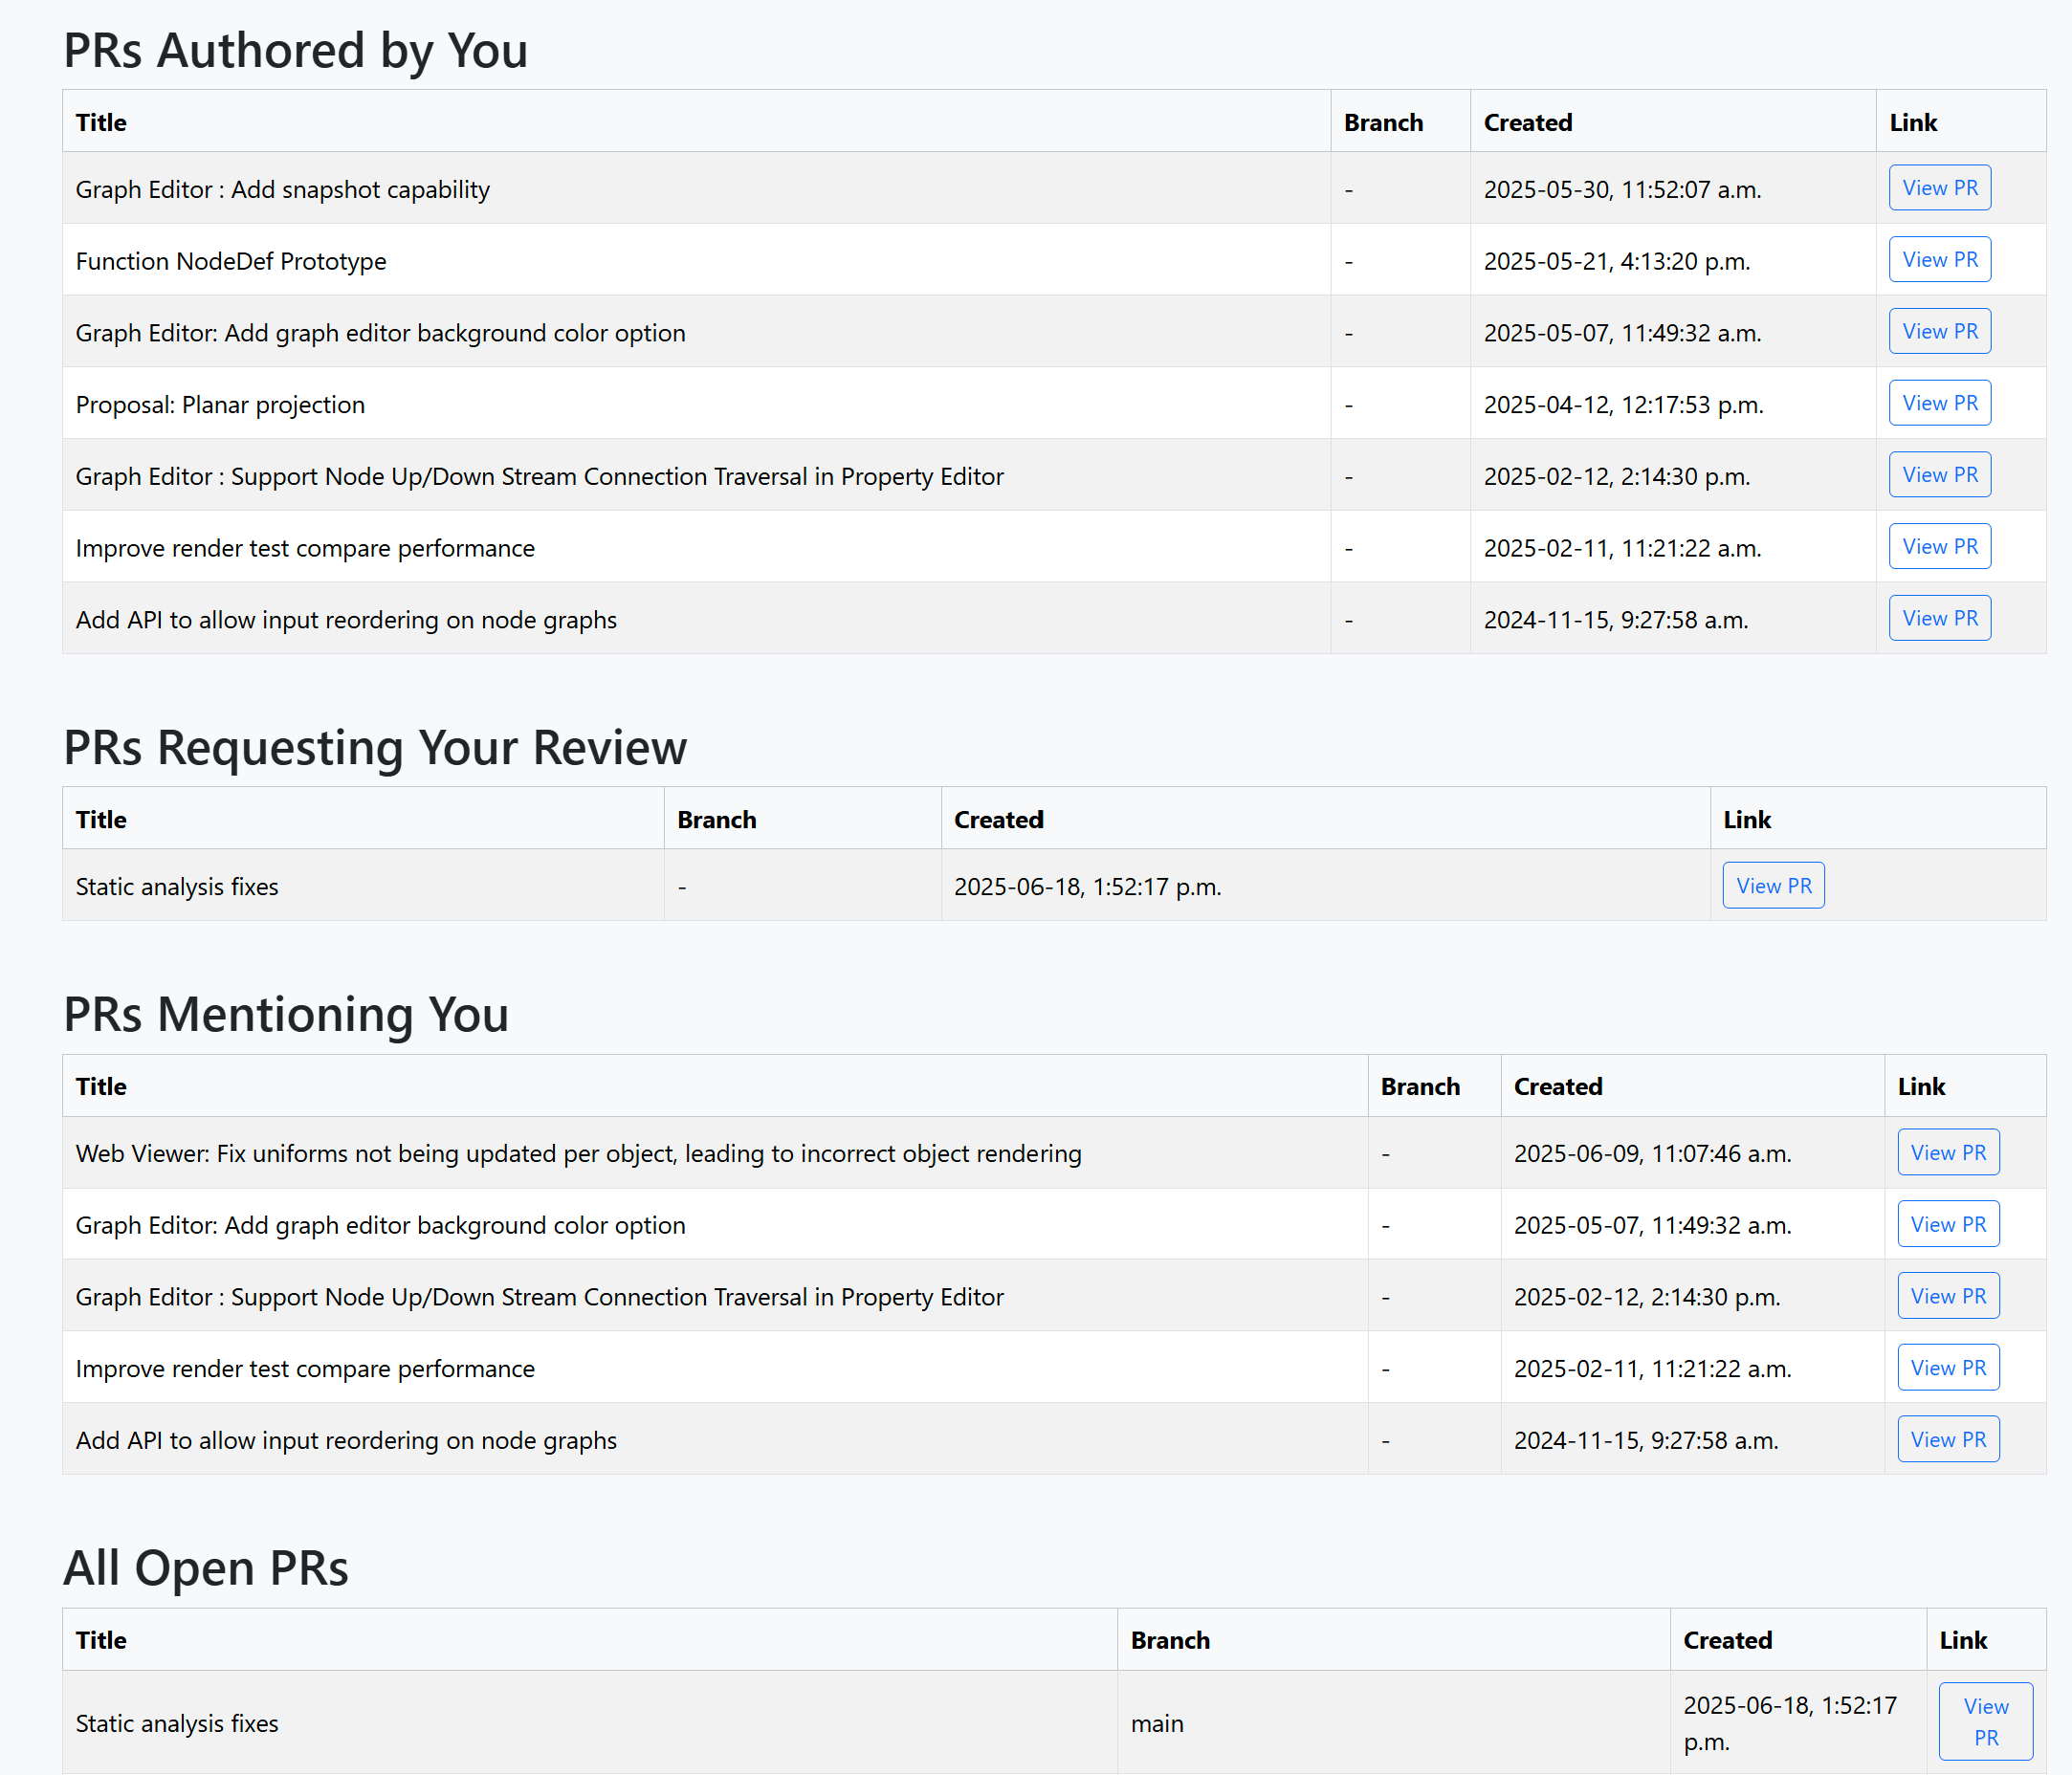 PRs Authored by You
Title Branch Created Link
Graph Editor : Add snapshot capability - 2025-05-30, 11:52:07 a.m. View PR
Function NodeDef Prototype - 2025-05-21, 4:13:20 p.m. View PR
Graph Editor: Add graph editor background color option - 2025-05-07, 11:49:32 a.m. View PR
Proposal: Planar projection - 2025-04-12, 12:17:53 p.m. View PR
Graph Editor : Support Node Up/Down Stream Connection Traversal in Property Editor - 2025-02-12, 2:14:30 p.m. View PR
Improve render test compare performance - 2025-02-11, 11:21:22 a.m. View PR
Add API to allow input reordering on node graphs - 2024-11-15, 9:27:58 a.m. View PR
PRs Requesting Your Review
Title Branch Created Link
Static analysis fixes - 2025-06-18, 1:52:17 p.m. View PR
PRs Mentioning You
Title Branch Created Link
Web Viewer: Fix uniforms not being updated per object, leading to incorrect object rendering - 2025-06-09, 11:07:46 a.m. View PR
Graph Editor: Add graph editor background color option - 2025-05-07, 11:49:32 a.m. View PR
Graph Editor : Support Node Up/Down Stream Connection Traversal in Property Editor - 2025-02-12, 2:14:30 p.m. View PR
Improve render test compare performance - 2025-02-11, 11:21:22 a.m. View PR
Add API to allow input reordering on node graphs - 2024-11-15, 9:27:58 a.m. View PR
All Open PRs
Title Branch Created Link
Static analysis fixes main 2025-06-18, 1:52:17 p.m. View PR